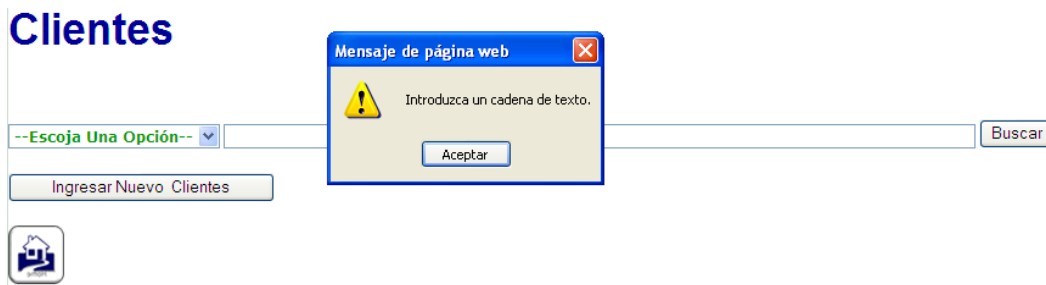 Clientes
Mensaje de página web
Introduzca un cadena de texto.
Aceptar
--Escoja Una Opción--
Buscar
Ingresar Nuevo Clientes